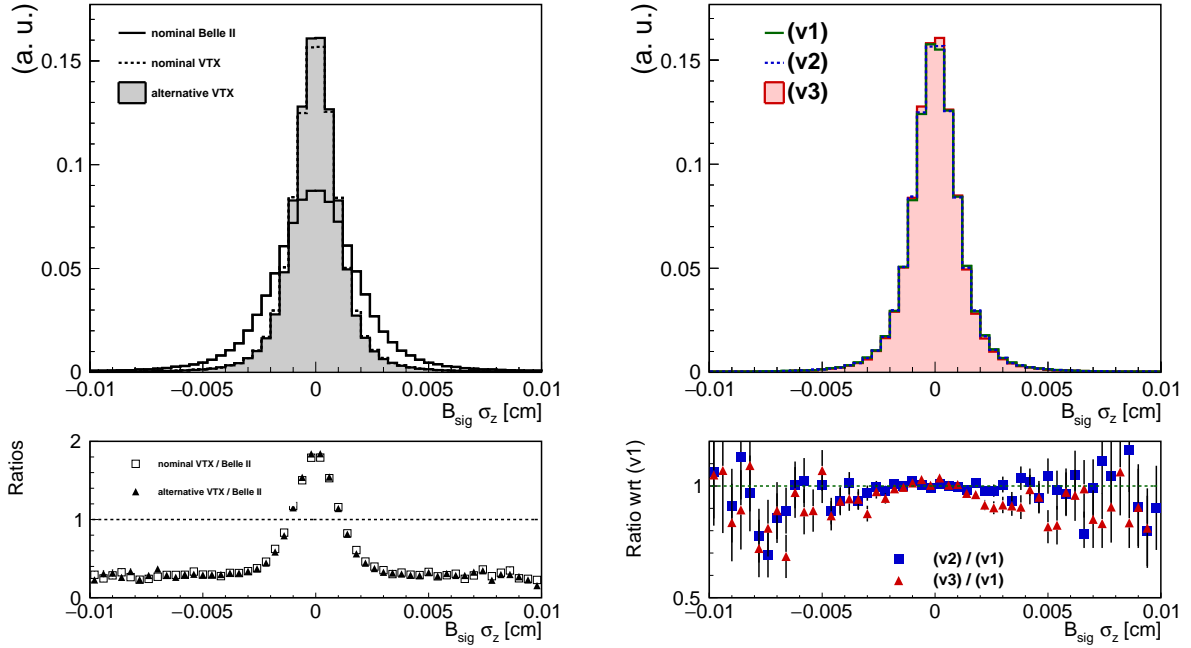 (a. u.)
0.15
0.1
0.05
0
nominal Belle II
nominal VTX
alternative VTX
−0.01 −0.005 0 0.005 0.01
B_sig σ_z [cm]
Ratios
2
1
0
nominal VTX / Belle II
alternative VTX / Belle II
−0.01 −0.005 0 0.005 0.01
B_sig σ_z [cm]
(a. u.)
0.15
0.1
0.05
0
(v1)
(v2)
(v3)
−0.01 −0.005 0 0.005 0.01
B_sig σ_z [cm]
Ratio wrt (v1)
1
0.5
(v2) / (v1)
(v3) / (v1)
−0.01 −0.005 0 0.005 0.01
B_sig σ_z [cm]